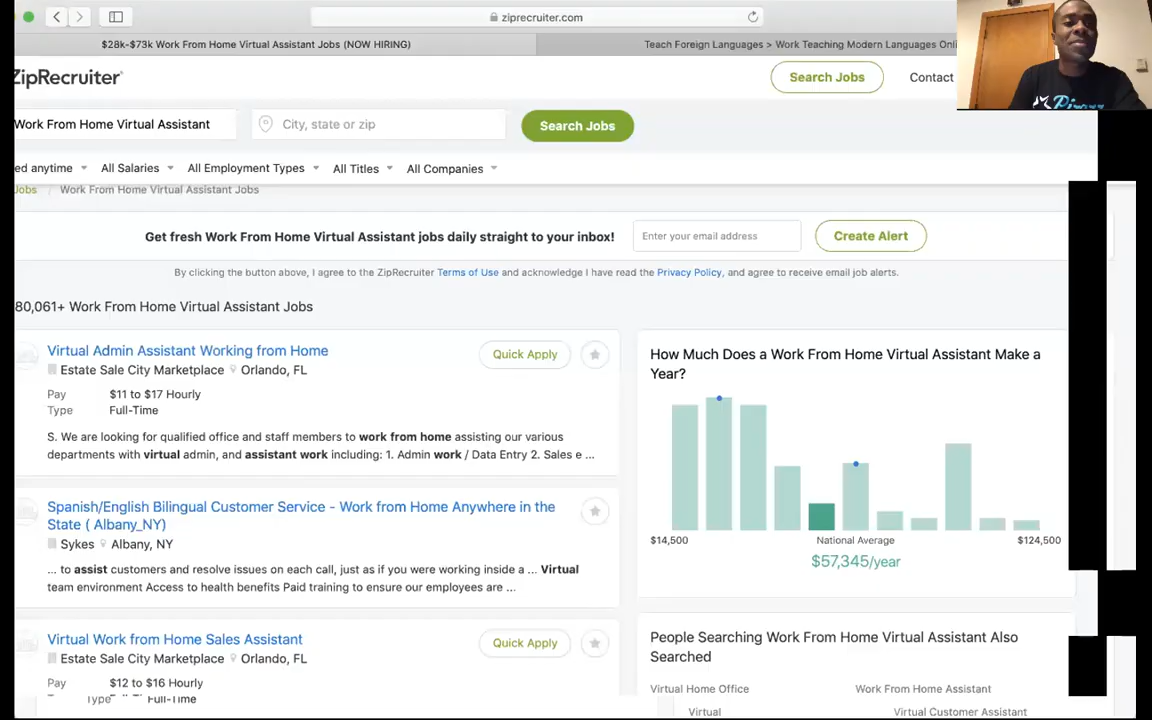 ziprecruiter.com
$28k-$73k Work From Home Virtual Assistant Jobs (NOW HIRING)
Teach Foreign Languages > Work Teaching Modern Languages Onli
ZipRecruiter
Search Jobs
Contact
Work From Home Virtual Assistant
City, state or zip
Search Jobs
ed anytime
All Salaries
All Employment Types
All Titles
All Companies
Jobs / Work From Home Virtual Assistant Jobs
Get fresh Work From Home Virtual Assistant jobs daily straight to your inbox!
Enter your email address
Create Alert
By clicking the button above, I agree to the ZipRecruiter Terms of Use and acknowledge I have read the Privacy Policy, and agree to receive email job alerts.
80,061+ Work From Home Virtual Assistant Jobs
Virtual Admin Assistant Working from Home
Quick Apply
Estate Sale City Marketplace Orlando, FL
Pay $11 to $17 Hourly
Type Full-Time
S. We are looking for qualified office and staff members to work from home assisting our various
departments with virtual admin, and assistant work including: 1. Admin work / Data Entry 2. Sales e ...
Spanish/English Bilingual Customer Service - Work from Home Anywhere in the
State ( Albany_NY)
Sykes Albany, NY
... to assist customers and resolve issues on each call, just as if you were working inside a ... Virtual
team environment Access to health benefits Paid training to ensure our employees are ...
Virtual Work from Home Sales Assistant
Quick Apply
Estate Sale City Marketplace Orlando, FL
Pay $12 to $16 Hourly
Type Full-Time
How Much Does a Work From Home Virtual Assistant Make a
Year?
$14,500
National Average
$124,500
$57,345/year
People Searching Work From Home Virtual Assistant Also
Searched
Virtual Home Office
Work From Home Assistant
Virtual
Virtual Customer Assistant